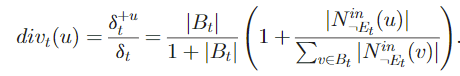 $div_t(u) = \frac{\delta_t^{+u}}{\delta_t} = \frac{|B_t|}{1+|B_t|} \left( 1 + \frac{|N^{in}_{\neg E_t}(u)|}{\sum_{v \in B_t} |N^{in}_{\neg E_t}(v)|} \right).$